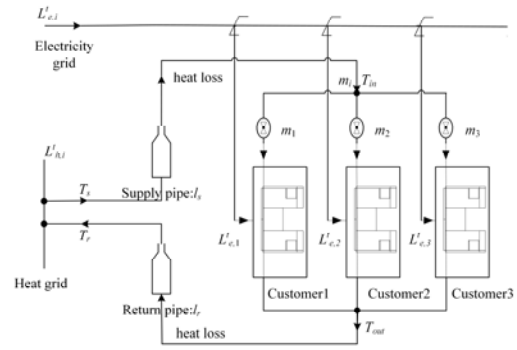 L^t_{e,i}
Electricity
grid
heat loss
m_i T_in
m_1
m_2
m_3
L^t_{h,i}
T_s
Supply pipe:l_s
T_r
L^t_{e,1}
L^t_{e,2}
L^t_{e,3}
Heat grid
Return pipe:l_r
Customer1
Customer2
Customer3
heat loss
T_out